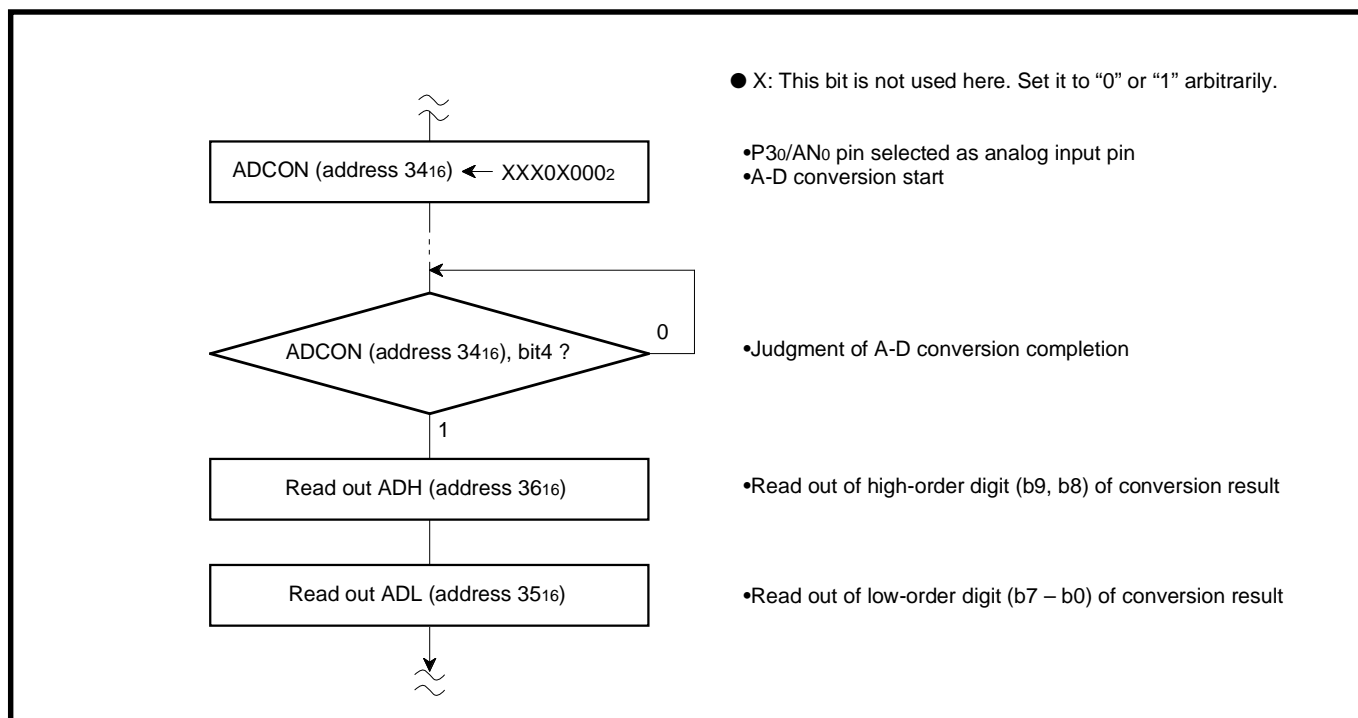 ● X: This bit is not used here. Set it to “0” or “1” arbitrarily.
ADCON (address 3416) ← XXX0X0002
•P30/AN0 pin selected as analog input pin
•A-D conversion start
0
ADCON (address 3416), bit4 ?
•Judgment of A-D conversion completion
1
Read out ADH (address 3616)
•Read out of high-order digit (b9, b8) of conversion result
Read out ADL (address 3516)
•Read out of low-order digit (b7 – b0) of conversion result